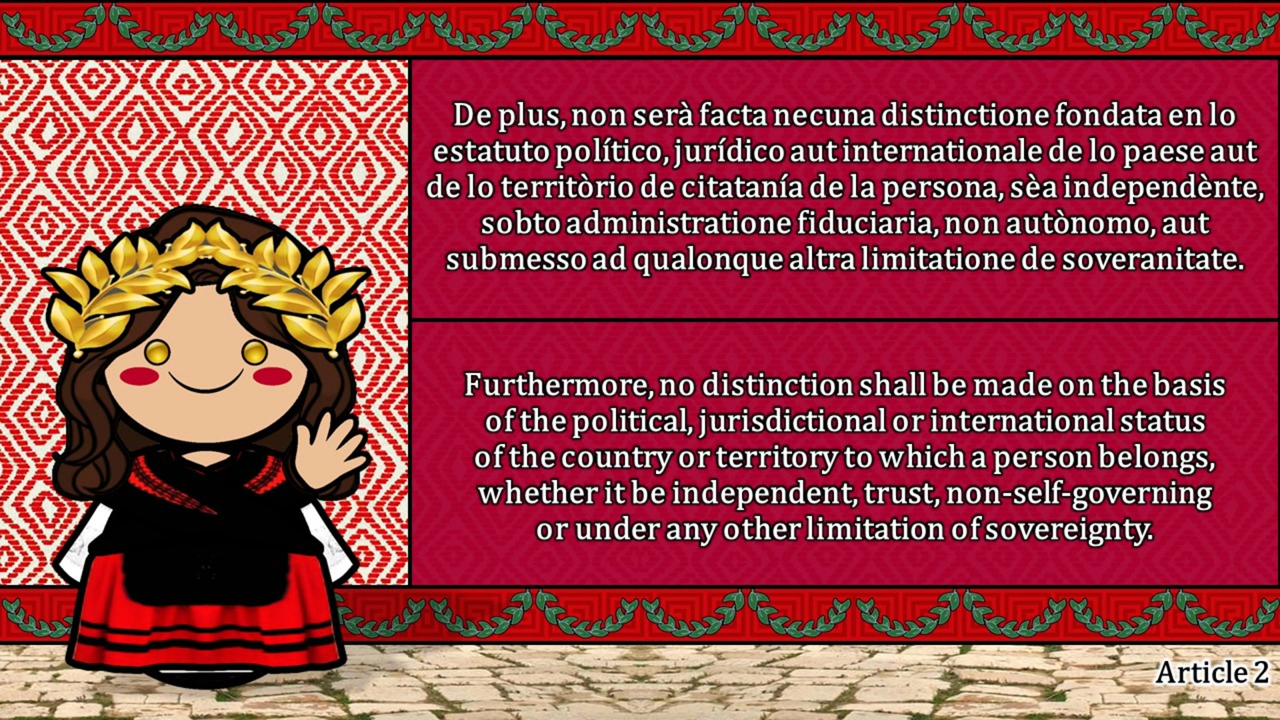 De plus, non serà facta necuna distinctione fondata en lo
estatuto político, jurídico aut internationale de lo paese aut
de lo territòrio de citatanía de la persona, sèa independènte,
sobto administratione fiduciaria, non autònomo, aut
submesso ad qualonque altra limitatione de soveranitate.
Furthermore, no distinction shall be made on the basis
of the political, jurisdictional or international status
of the country or territory to which a person belongs,
whether it be independent, trust, non-self-governing
or under any other limitation of sovereignty.
Article 2